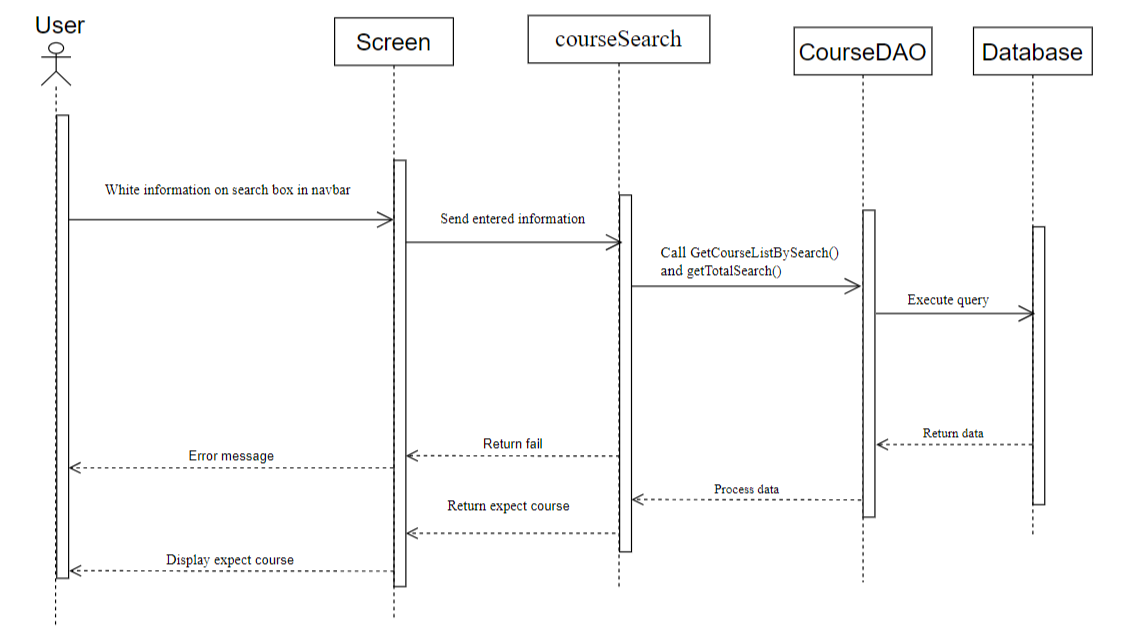 User
Screen
courseSearch
CourseDAO
Database
White information on search box in navbar
Send entered information
Call GetCourseListBySearch()
and getTotalSearch()
Execute query
Return data
Return fail
Error message
Process data
Return expect course
Display expect course